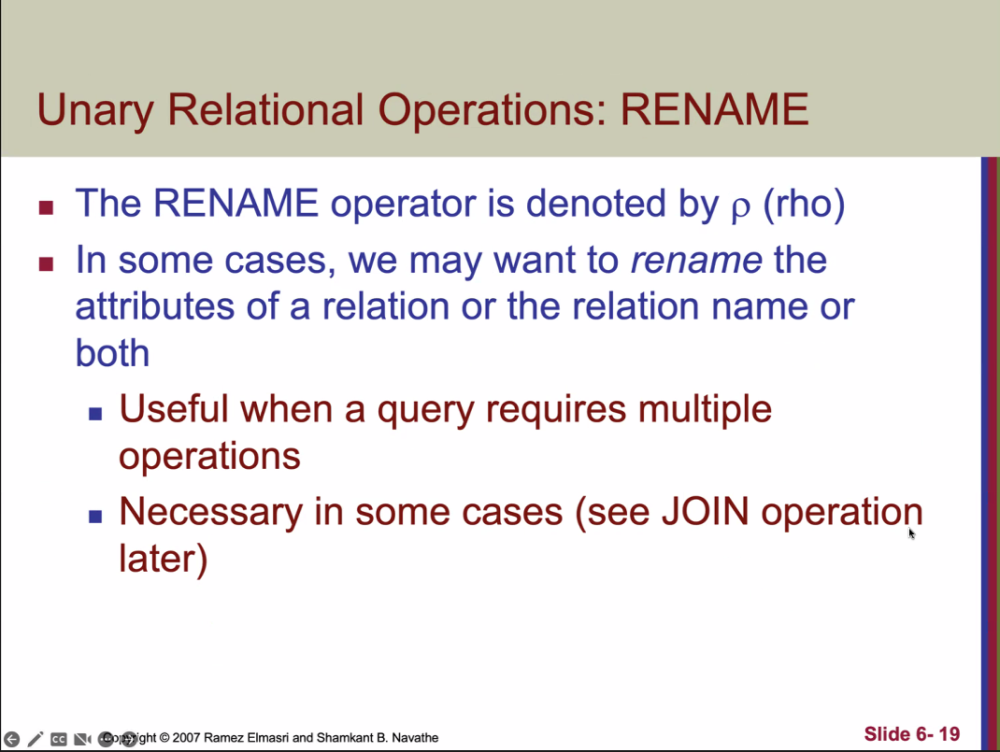 Unary Relational Operations: RENAME
The RENAME operator is denoted by ρ (rho)
In some cases, we may want to rename the
attributes of a relation or the relation name or
both
Useful when a query requires multiple
operations
Necessary in some cases (see JOIN operation
later)
CC
Copyright © 2007 Ramez Elmasri and Shamkant B. Navathe
Slide 6- 19